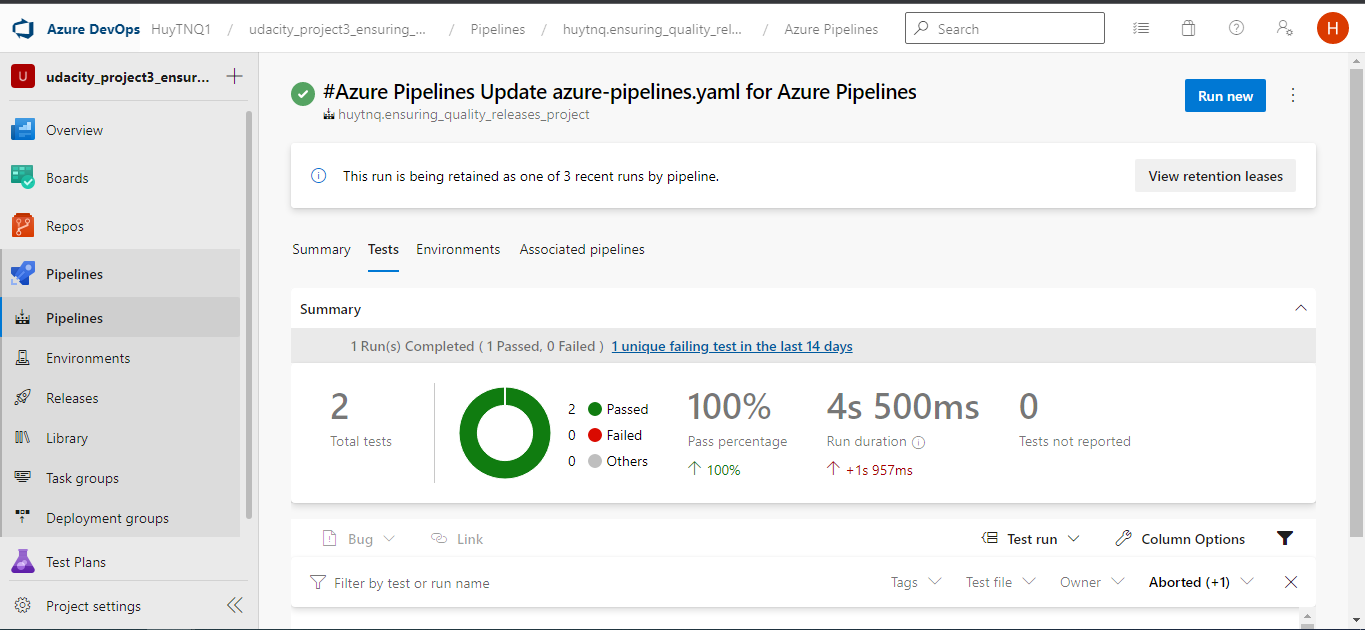 Azure DevOps HuyTNQ1 / udacity_project3_ensuring_... / Pipelines / huytnq.ensuring_quality_rel... / Azure Pipelines Search H
U udacity_project3_ensur... +
Overview
Boards
Repos
Pipelines
Pipelines
Environments
Releases
Library
Task groups
Deployment groups
Test Plans
Project settings
#Azure Pipelines Update azure-pipelines.yaml for Azure Pipelines
huytnq.ensuring_quality_releases_project
Run new
This run is being retained as one of 3 recent runs by pipeline.
View retention leases
Summary Tests Environments Associated pipelines
Summary
1 Run(s) Completed ( 1 Passed, 0 Failed ) 1 unique failing test in the last 14 days
2
Total tests
2 Passed
0 Failed
0 Others
100%
Pass percentage
100%
4s 500ms
Run duration
+1s 957ms
0
Tests not reported
Bug Link Test run Column Options
Filter by test or run name Tags Test file Owner Aborted (+1)